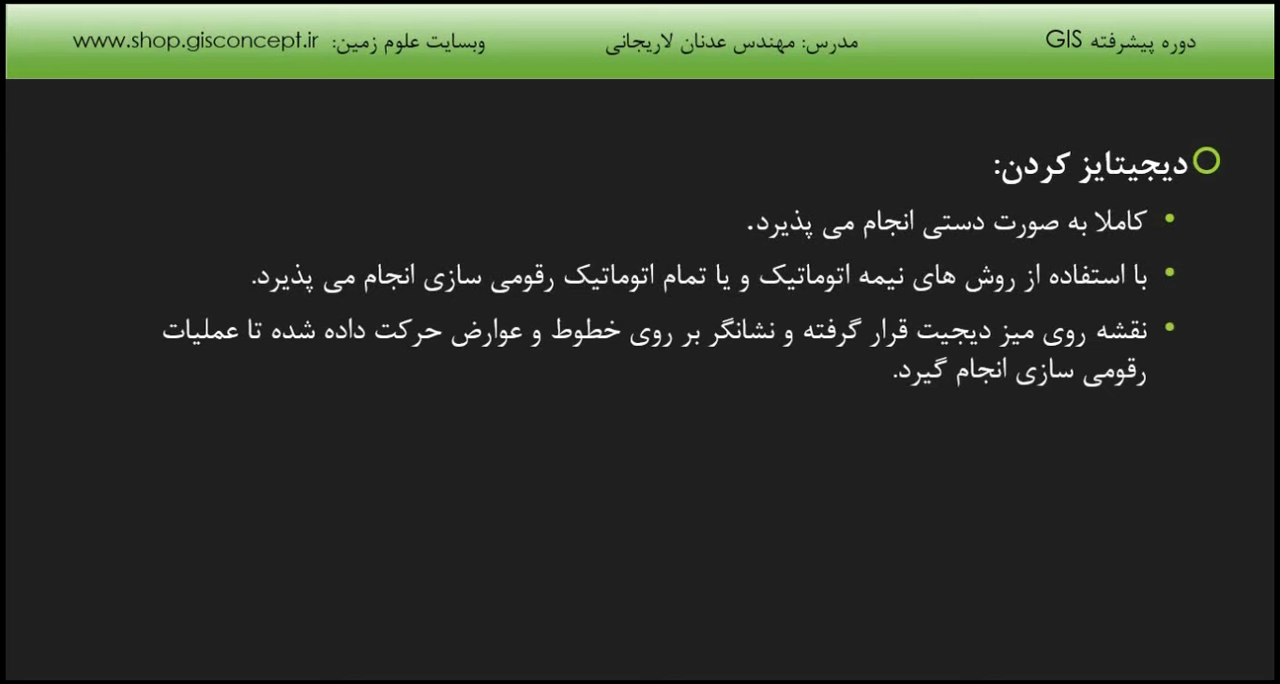 دوره پیشرفته GIS
مدرس: مهندس عدنان لاریجانی
وبسایت علوم زمین: www.shop.gisconcept.ir
دیجیتایز کردن:
کاملا به صورت دستی انجام می پذیرد.
با استفاده از روش های نیمه اتوماتیک و یا تمام اتوماتیک رقومی سازی انجام می پذیرد.
نقشه روی میز دیجیت قرار گرفته و نشانگر بر روی خطوط و عوارض حرکت داده شده تا عملیات
رقومی سازی انجام گیرد.